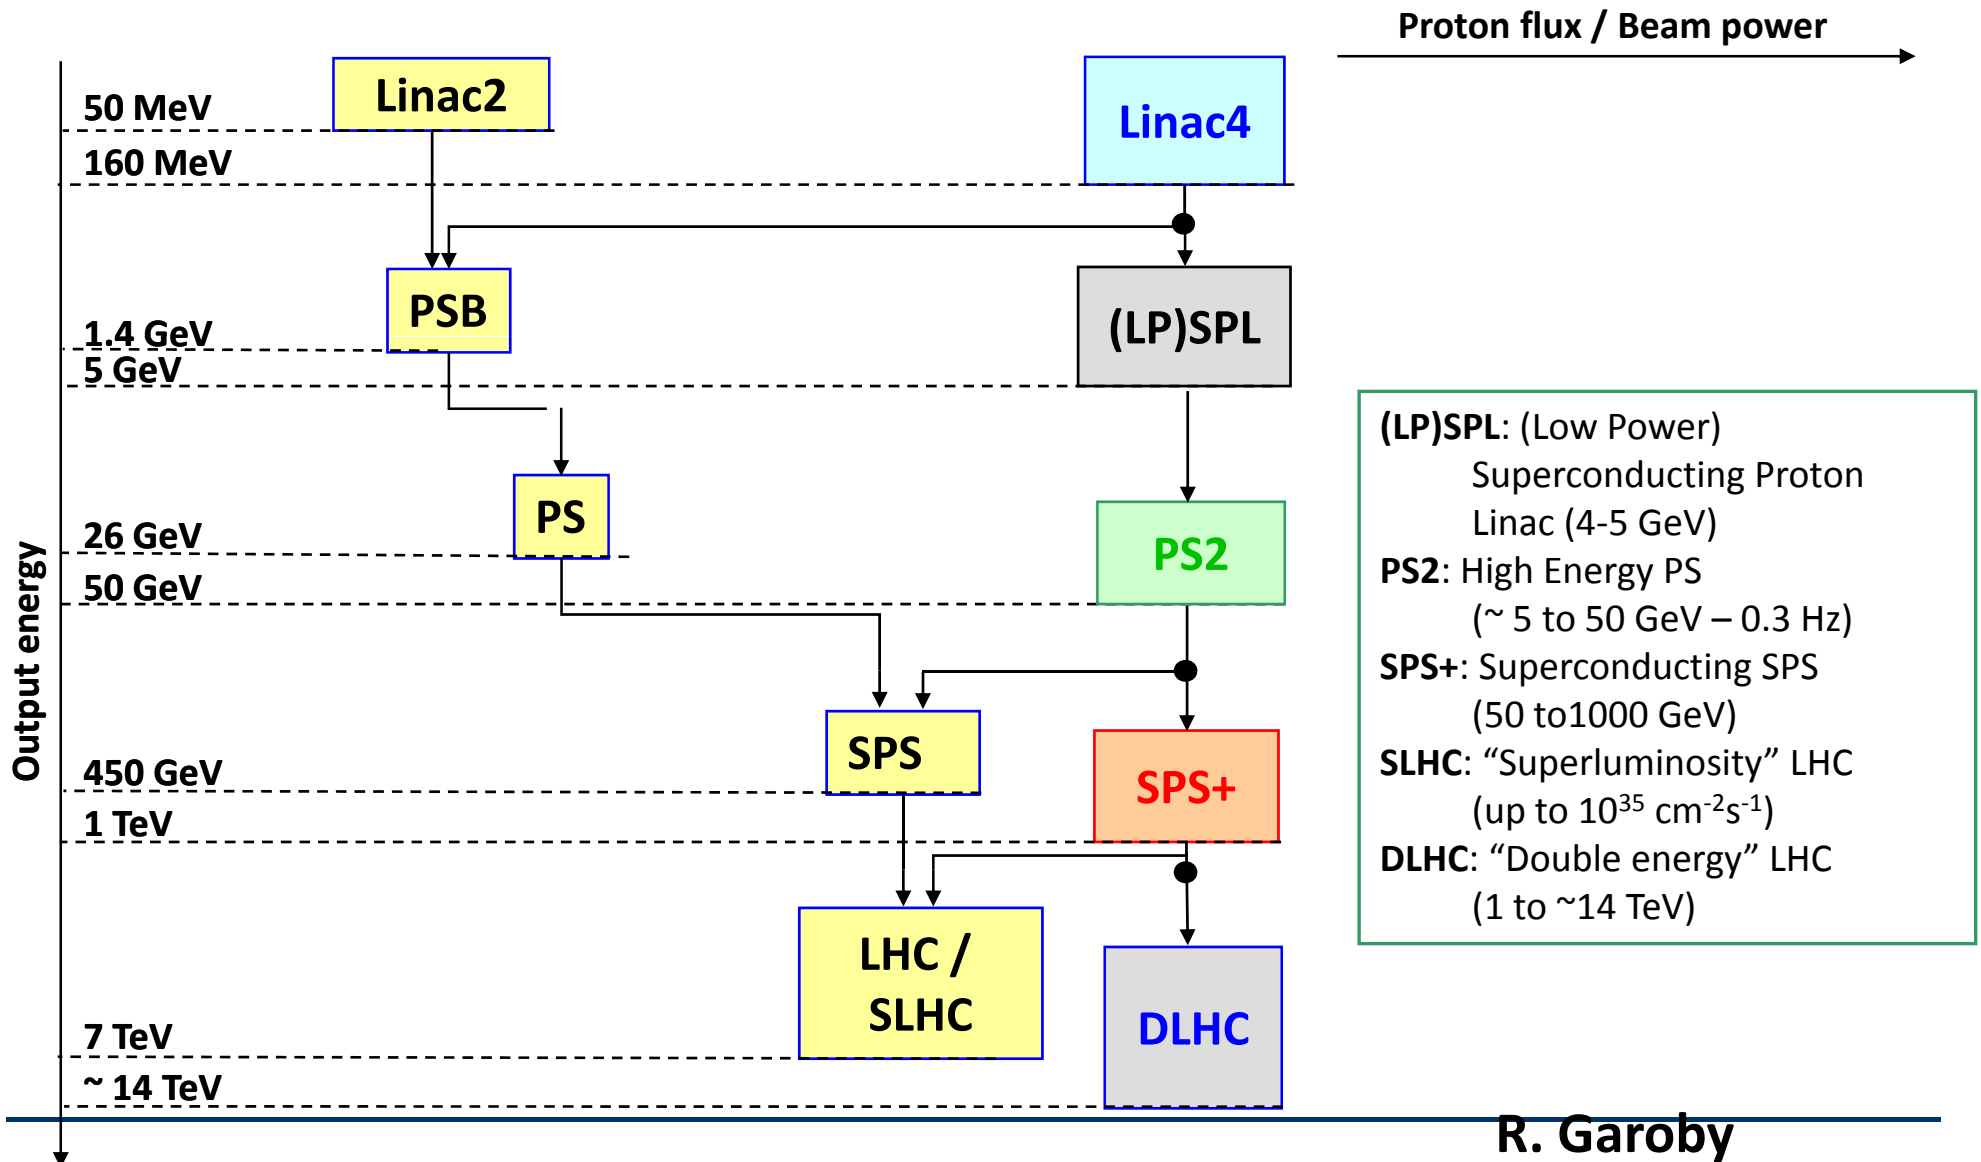 Proton flux / Beam power
Linac2
Linac4
50 MeV
160 MeV
PSB
(LP)SPL
1.4 GeV
5 GeV
PS
PS2
26 GeV
50 GeV
Output energy
SPS
SPS+
450 GeV
1 TeV
LHC /
SLHC
DLHC
7 TeV
~ 14 TeV
(LP)SPL: (Low Power)
Superconducting Proton
Linac (4-5 GeV)
PS2: High Energy PS
(~ 5 to 50 GeV – 0.3 Hz)
SPS+: Superconducting SPS
(50 to1000 GeV)
SLHC: “Superluminosity” LHC
(up to 10³⁵ cm⁻²s⁻¹)
DLHC: “Double energy” LHC
(1 to ~14 TeV)
R. Garoby